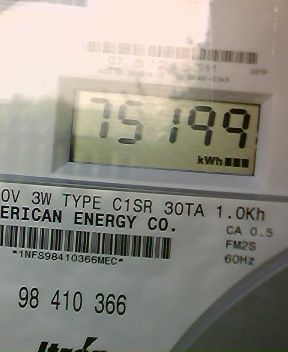 75199
kWh
0V 3W TYPE C1SR 30TA 1.0Kh
ERICAN ENERGY CO.
CA 0.5
FM2S
60Hz
*1NFS98410366MEC*
98 410 366
Itron